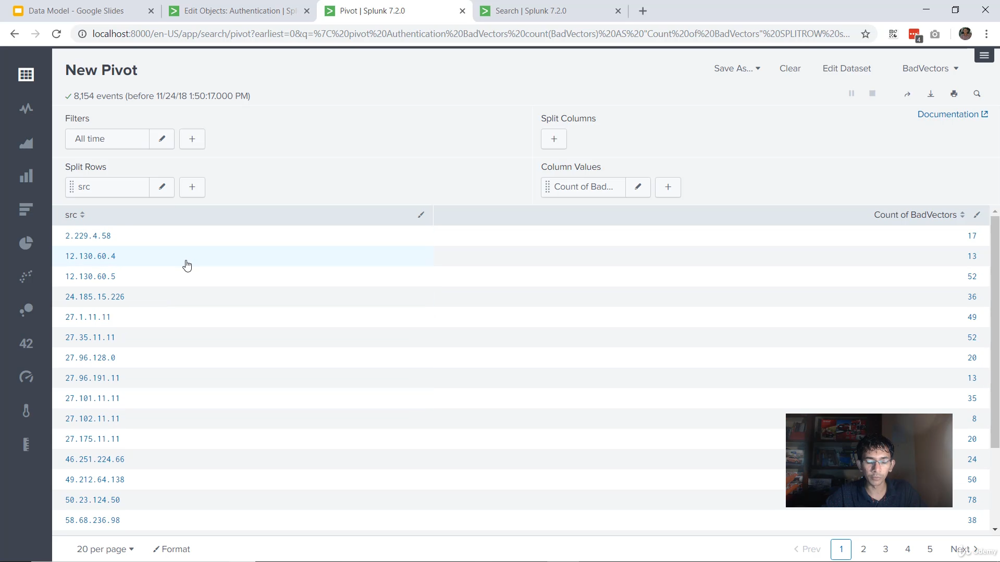 Data Model - Google Slides
Edit Objects: Authentication | Spl
Pivot | Splunk 7.2.0
Search | Splunk 7.2.0
localhost:8000/en-US/app/search/pivot?earliest=0&q=%7C%20pivot%20Authentication%20BadVectors%20count(BadVectors)%20AS%20"Count%20of%20BadVectors"%20SPLITROW%20s...
4
New Pivot
Save As...
Clear
Edit Dataset
BadVectors
8,154 events (before 11/24/18 1:50:17.000 PM)
Documentation
Filters
All time
Split Columns
Split Rows
src
Column Values
Count of Bad...
src
Count of BadVectors
2.229.4.58 17
12.130.60.4 13
12.130.60.5 52
24.185.15.226 36
27.1.11.11 49
27.35.11.11 52
27.96.128.0 20
27.96.191.11 13
27.101.11.11 35
27.102.11.11 8
27.175.11.11 20
46.251.224.66 24
49.212.64.138 50
50.23.124.50 78
58.68.236.98 38
42
20 per page
Format
< Prev 1 2 3 4 5 Next >
Udemy